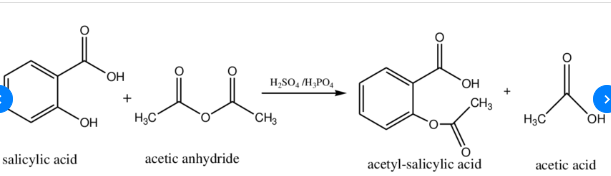 O
OH
OH
salicylic acid
+
O
O
H₃C
O
CH₃
acetic anhydride
H₂SO₄ /H₃PO₄
O
OH
CH₃
O
O
acetyl-salicylic acid
+
O
H₃C
OH
acetic acid